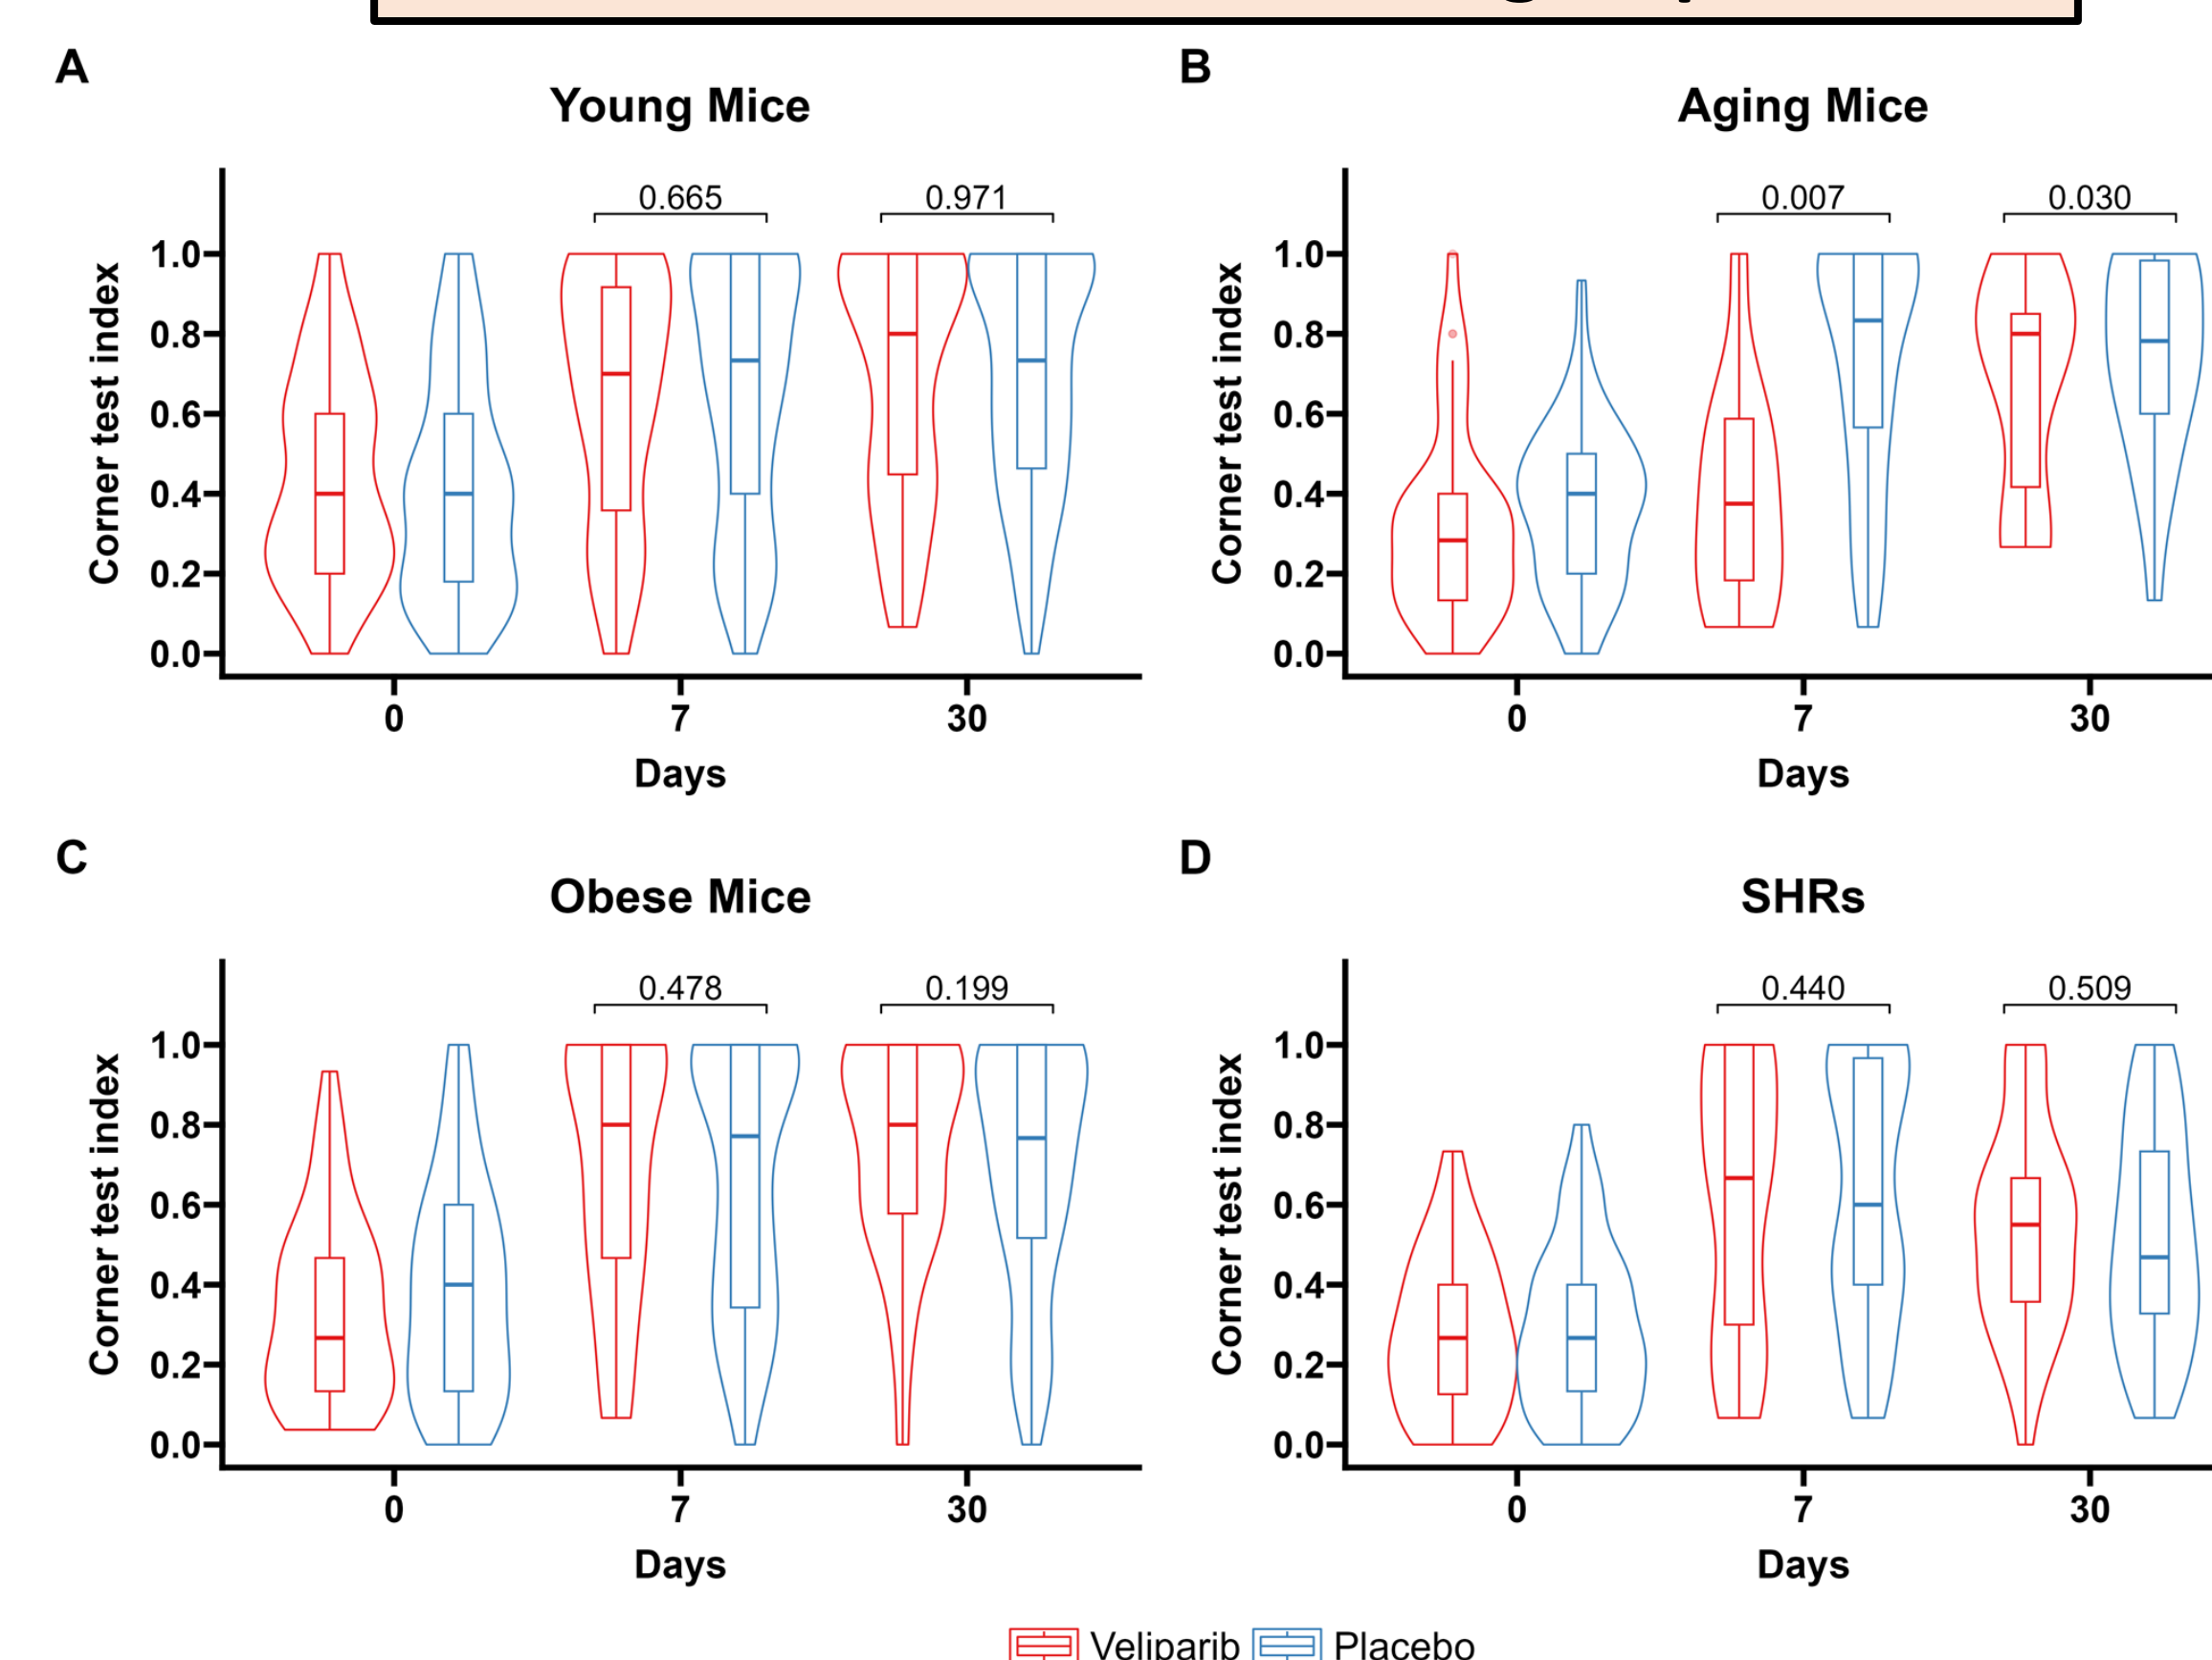 A
Young Mice
0.665 0.971
1.0
0.8
0.6
0.4
0.2
0.0
Corner test index
0 7 30
Days
B
Aging Mice
0.007 0.030
1.0
0.8
0.6
0.4
0.2
0.0
Corner test index
0 7 30
Days
C
Obese Mice
0.478 0.199
1.0
0.8
0.6
0.4
0.2
0.0
Corner test index
0 7 30
Days
D
SHRs
0.440 0.509
1.0
0.8
0.6
0.4
0.2
0.0
Corner test index
0 7 30
Days
Veliparib Placebo